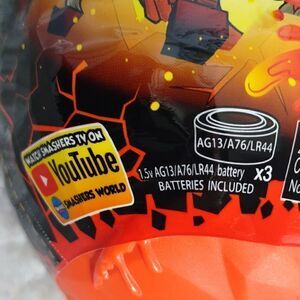 WATCH SMASHERS TV ON
YouTube
SMASHERS WORLD
AG13/A76/LR44
1.5v AG13/A76/LR44 battery x3
BATTERIES INCLUDED